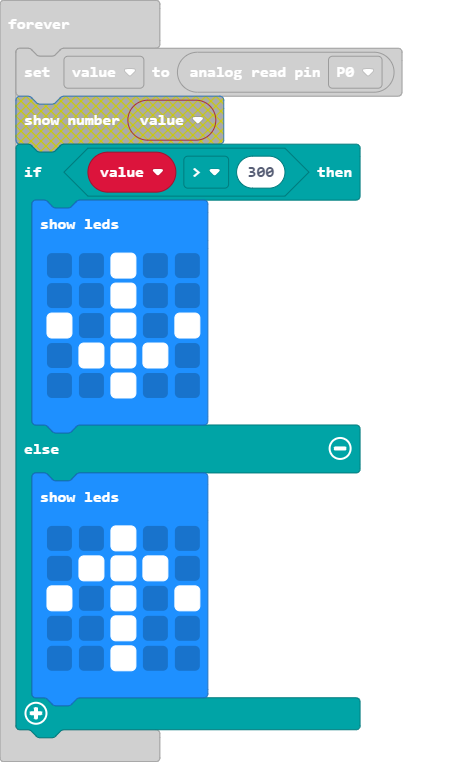 forever
set value to analog read pin P0
show number value
if value > 300 then
show leds
else
show leds